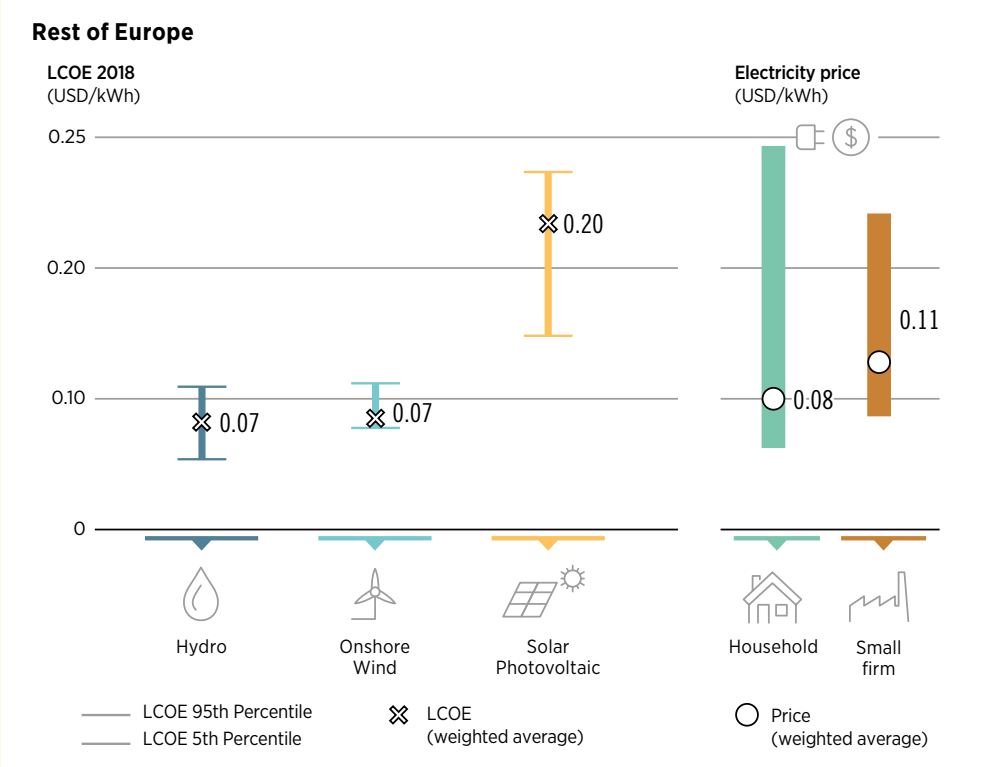 Rest of Europe
LCOE 2018
(USD/kWh)
Electricity price
(USD/kWh)
0.25
$
0.20
0.20
0.11
0.10
0.07
0.07
0.08
0
Hydro
Onshore
Wind
Solar
Photovoltaic
Household
Small
firm
LCOE 95th Percentile
LCOE 5th Percentile
LCOE
(weighted average)
Price
(weighted average)